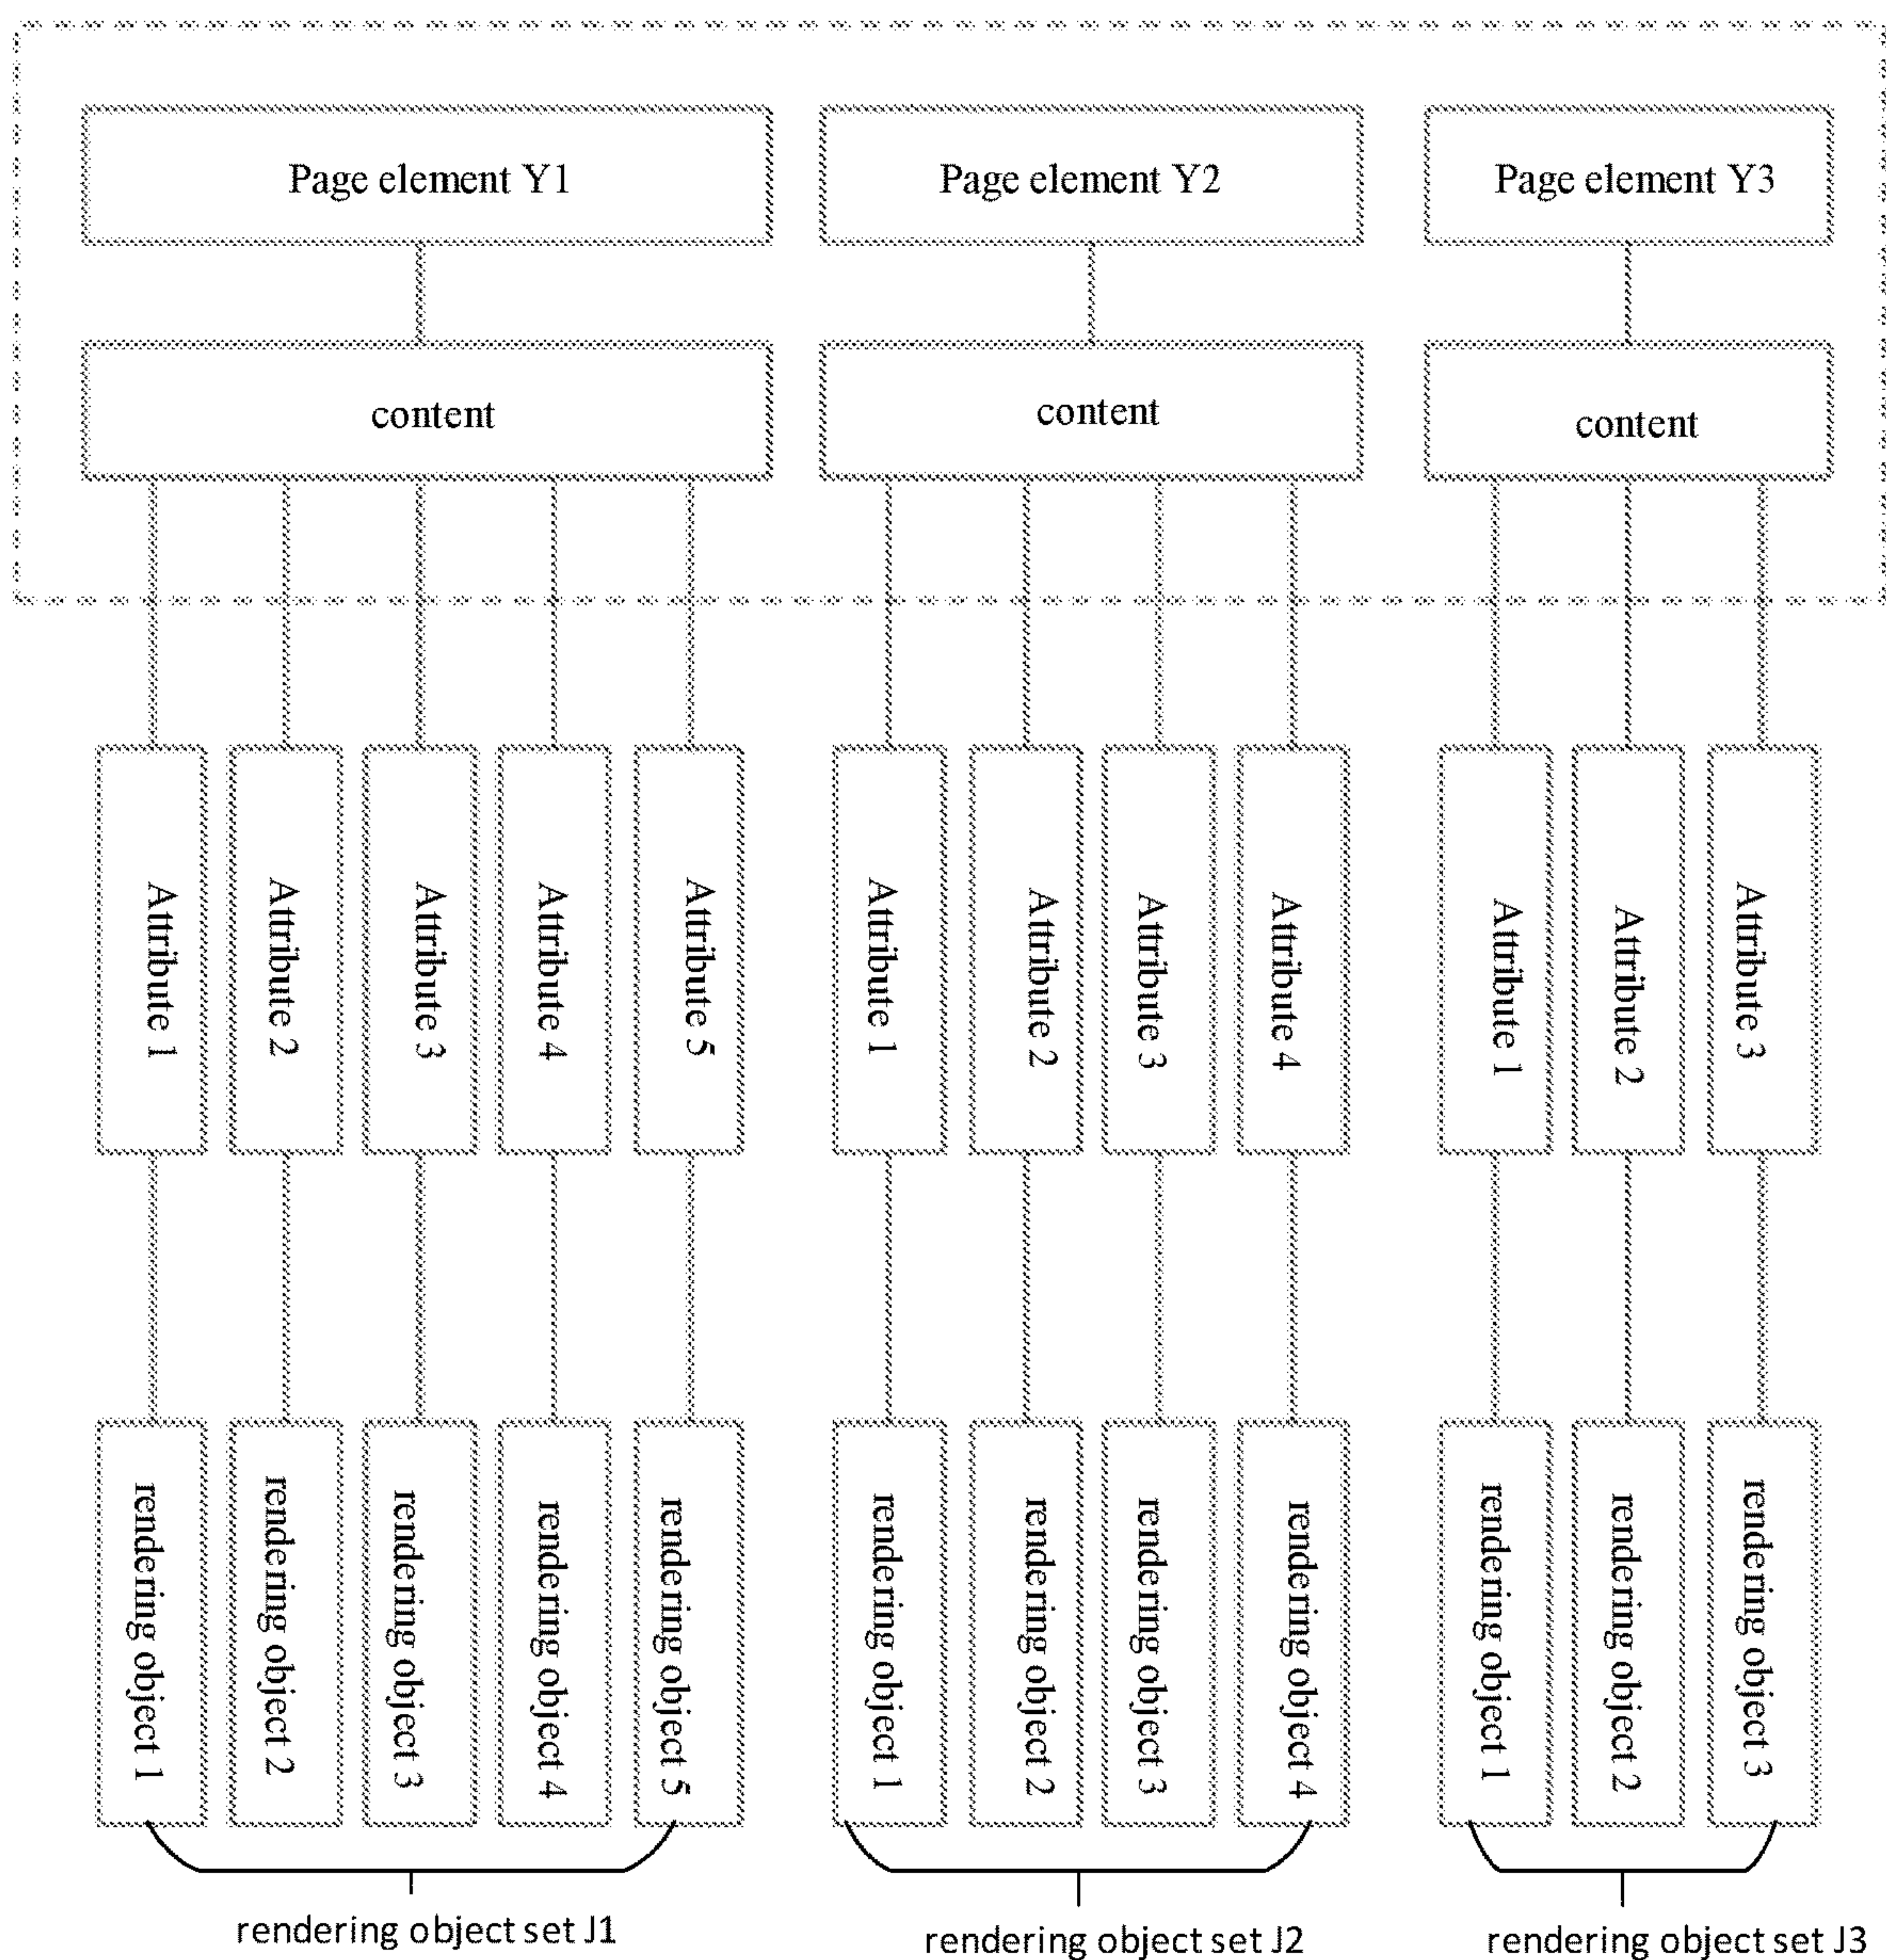 Page element Y1
Page element Y2
Page element Y3
content
content
content
Attribute 1
Attribute 2
Attribute 3
Attribute 4
Attribute 5
Attribute 1
Attribute 2
Attribute 3
Attribute 4
Attribute 1
Attribute 2
Attribute 3
rendering object 1
rendering object 2
rendering object 3
rendering object 4
rendering object 5
rendering object 1
rendering object 2
rendering object 3
rendering object 4
rendering object 1
rendering object 2
rendering object 3
rendering object set J1
rendering object set J2
rendering object set J3